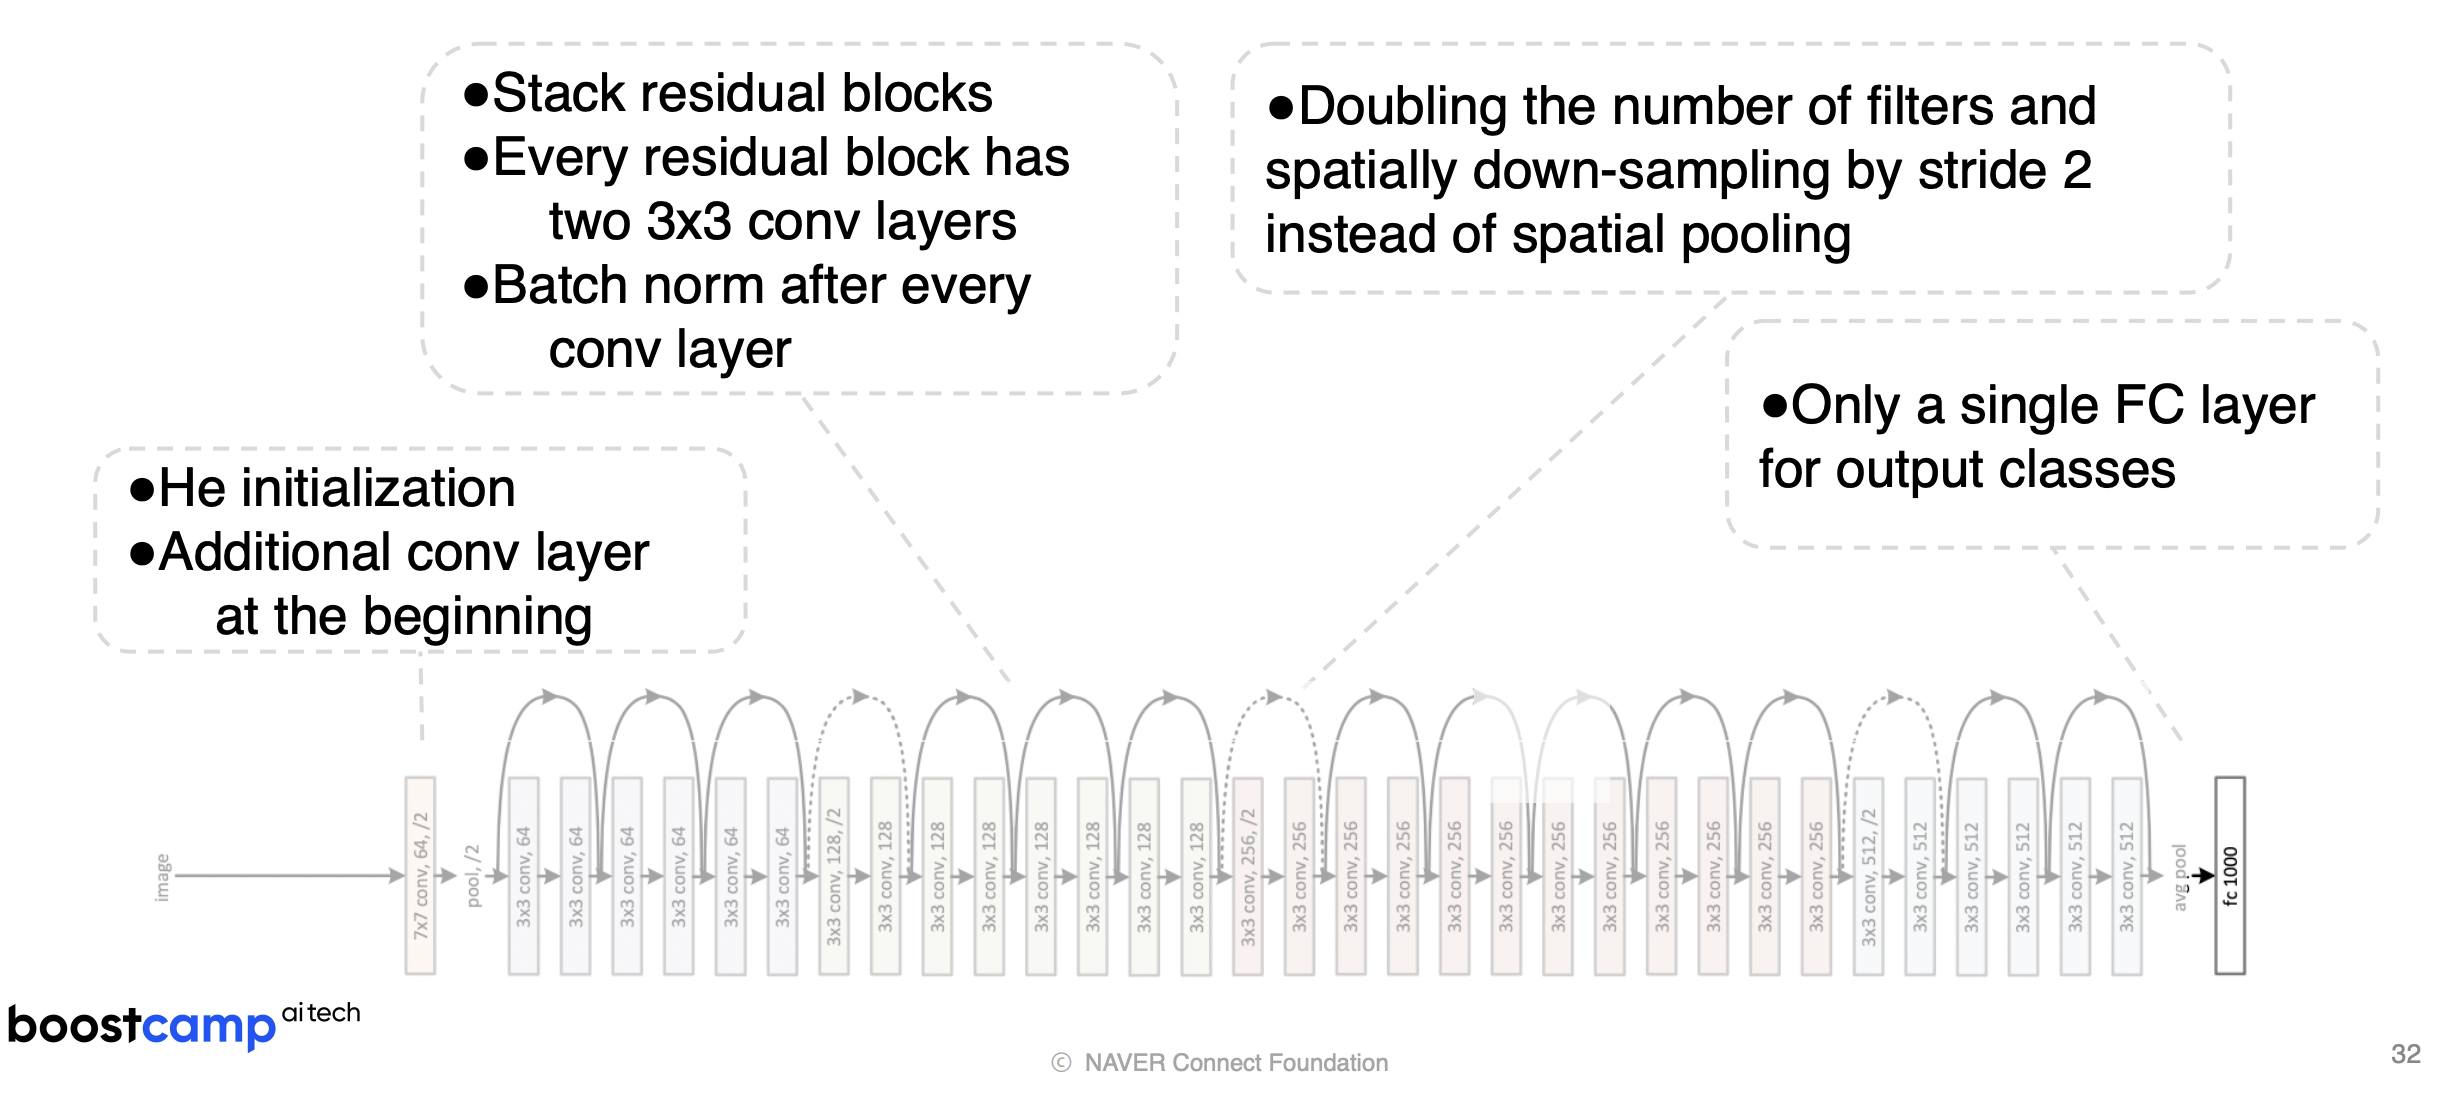 ●Stack residual blocks
●Every residual block has
two 3x3 conv layers
●Batch norm after every
conv layer
●Doubling the number of filters and
spatially down-sampling by stride 2
instead of spatial pooling
●Only a single FC layer
for output classes
●He initialization
●Additional conv layer
at the beginning
image
7x7 conv, 64, /2
pool, /2
3x3 conv, 64
3x3 conv, 64
3x3 conv, 64
3x3 conv, 64
3x3 conv, 64
3x3 conv, 64
3x3 conv, 128, /2
3x3 conv, 128
3x3 conv, 128
3x3 conv, 128
3x3 conv, 128
3x3 conv, 128
3x3 conv, 128
3x3 conv, 128
3x3 conv, 256, /2
3x3 conv, 256
3x3 conv, 256
3x3 conv, 256
3x3 conv, 256
3x3 conv, 256
3x3 conv, 256
3x3 conv, 256
3x3 conv, 256
3x3 conv, 256
3x3 conv, 256
3x3 conv, 256
3x3 conv, 512, /2
3x3 conv, 512
3x3 conv, 512
3x3 conv, 512
3x3 conv, 512
3x3 conv, 512
avg pool
fc 1000
boostcamp ai tech
© NAVER Connect Foundation
32